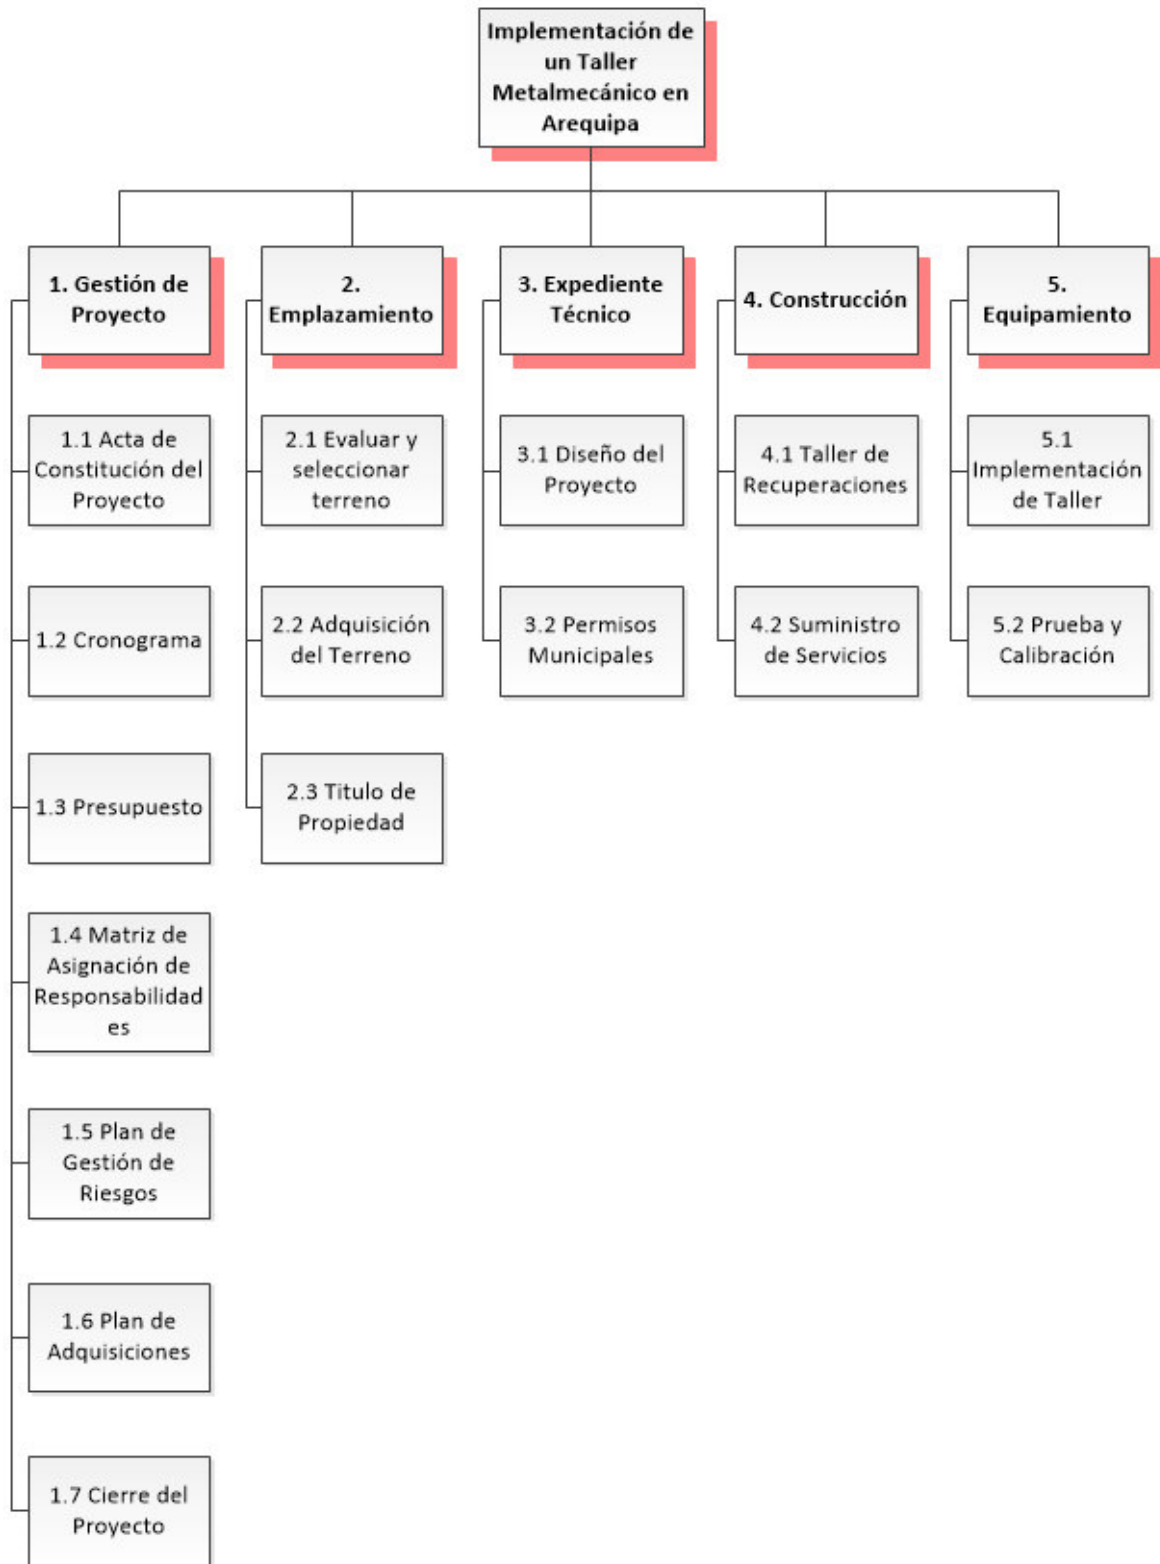 Implementación de
un Taller
Metalmecánico en
Arequipa
1. Gestión de
Proyecto
2.
Emplazamiento
3. Expediente
Técnico
4. Construcción
5.
Equipamiento
1.1 Acta de
Constitución del
Proyecto
2.1 Evaluar y
seleccionar
terreno
3.1 Diseño del
Proyecto
4.1 Taller de
Recuperaciones
5.1
Implementación
de Taller
1.2 Cronograma
2.2 Adquisición
del Terreno
3.2 Permisos
Municipales
4.2 Suministro
de Servicios
5.2 Prueba y
Calibración
1.3 Presupuesto
2.3 Titulo de
Propiedad
1.4 Matriz de
Asignación de
Responsabilidad
es
1.5 Plan de
Gestión de
Riesgos
1.6 Plan de
Adquisiciones
1.7 Cierre del
Proyecto